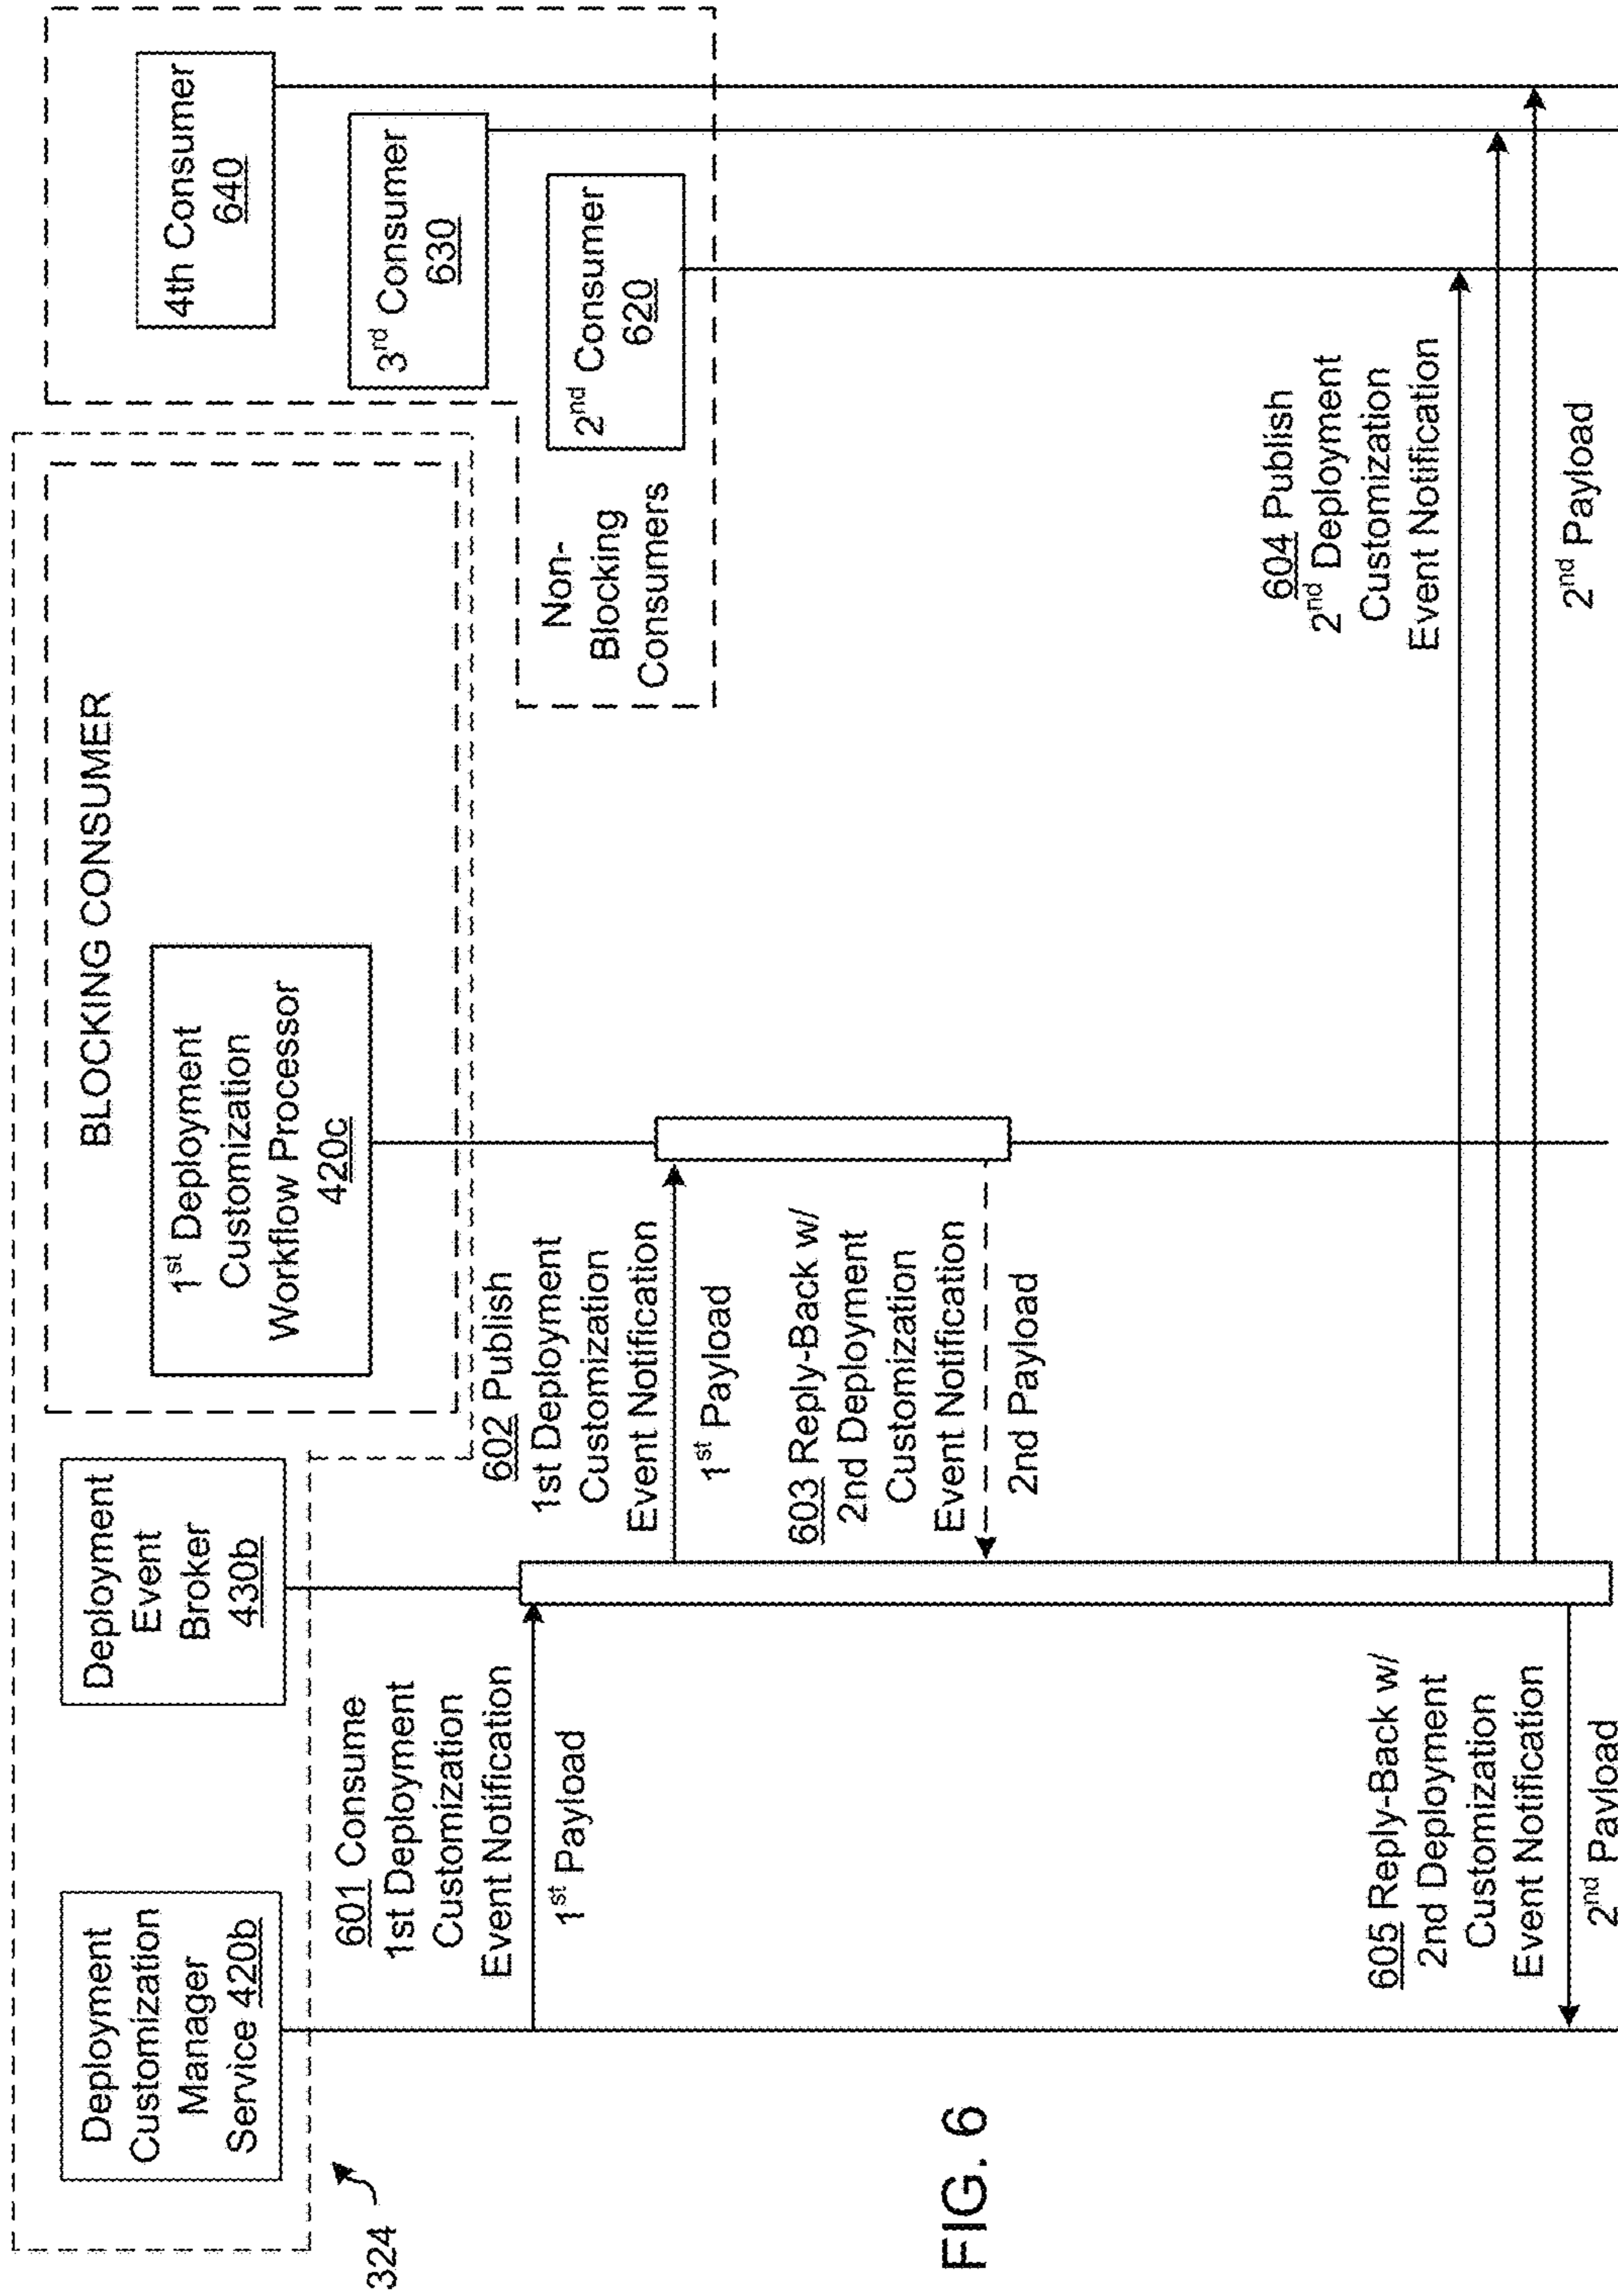 324
Deployment
Customization
Manager
Service 420b
Deployment
Event
Broker
430b
BLOCKING CONSUMER
1st Deployment
Customization
Workflow Processor
420c
4th Consumer
640
3rd Consumer
630
2nd Consumer
620
Non-
Blocking
Consumers
601 Consume
1st Deployment
Customization
Event Notification
1st Payload
602 Publish
1st Deployment
Customization
Event Notification
1st Payload
603 Reply-Back w/
2nd Deployment
Customization
Event Notification
2nd Payload
604 Publish
2nd Deployment
Customization
Event Notification
2nd Payload
605 Reply-Back w/
2nd Deployment
Customization
Event Notification
2nd Payload
FIG. 6